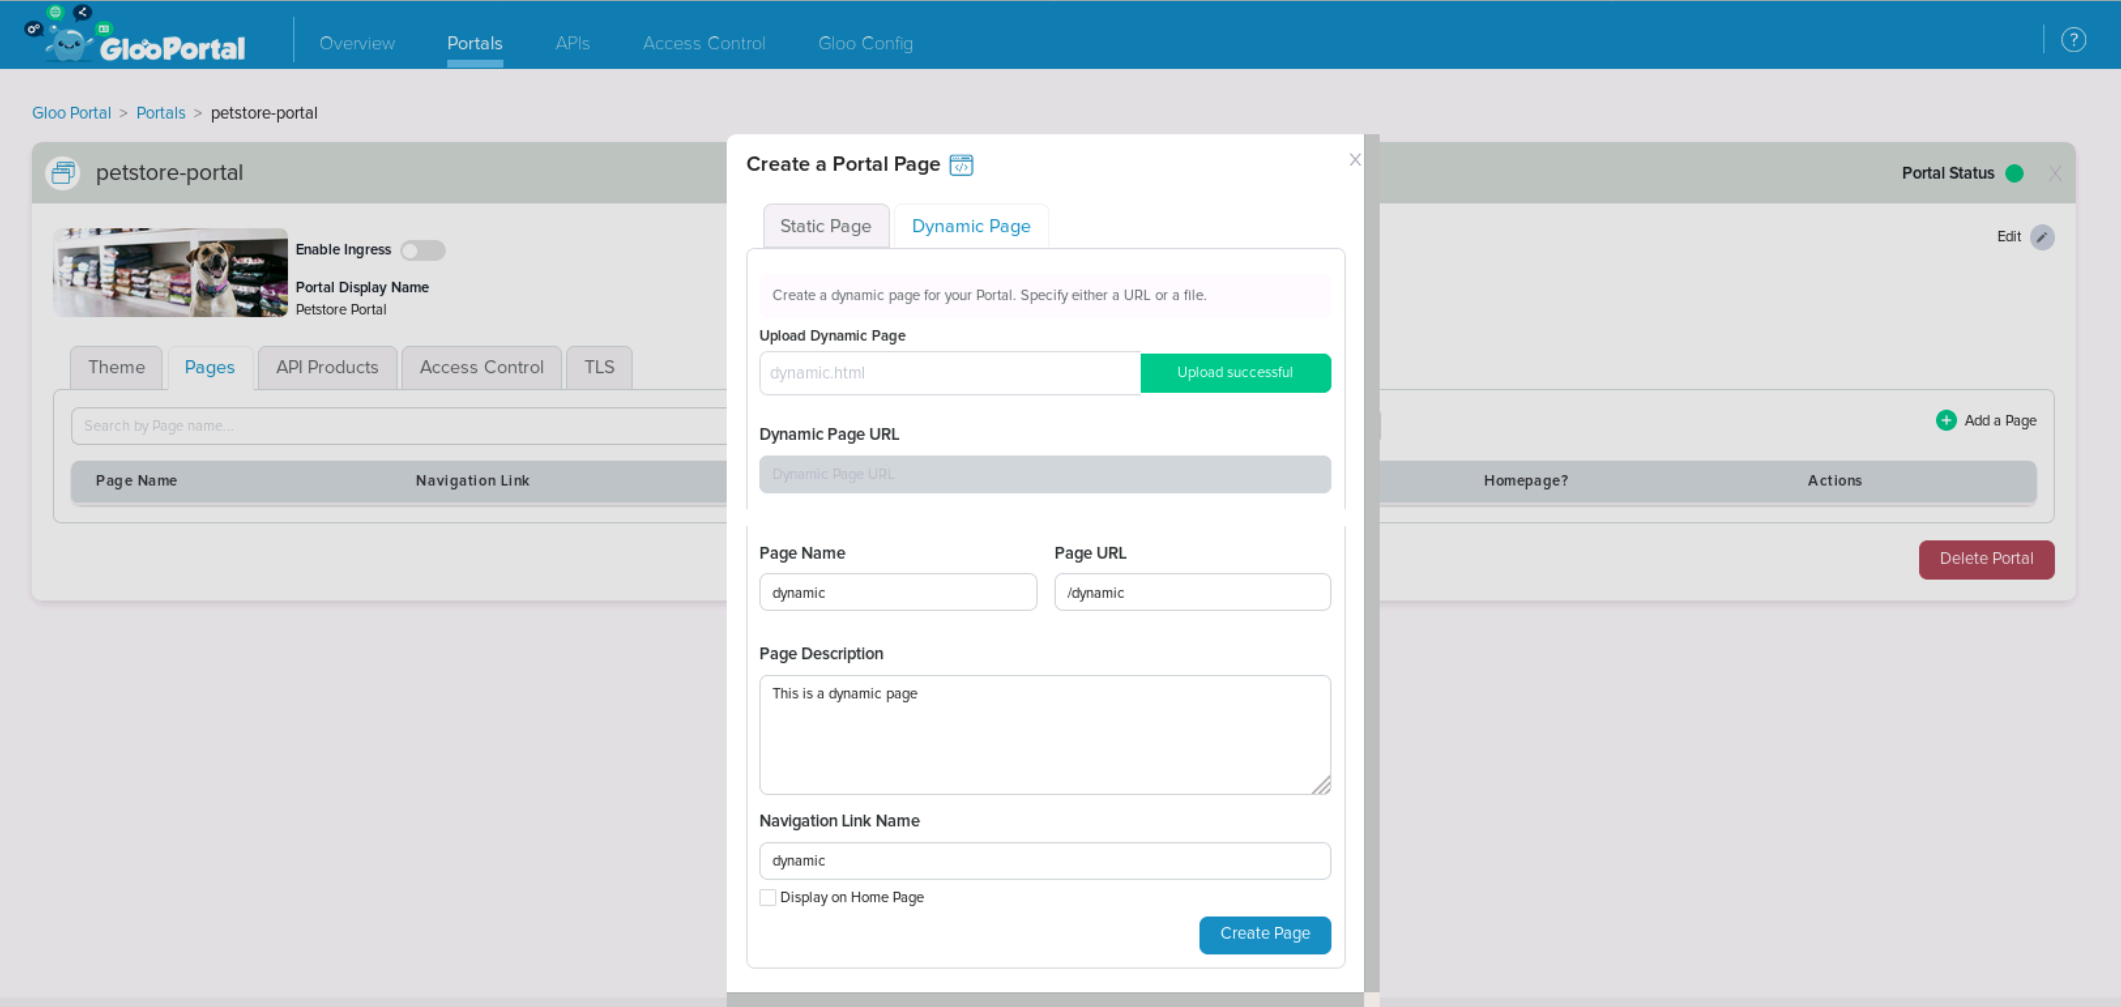 GlooPortal
Overview
Portals
APIs
Access Control
Gloo Config
?
Gloo Portal > Portals > petstore-portal
petstore-portal
Portal Status
X
Edit
Enable Ingress
Portal Display Name
Petstore Portal
Theme
Pages
API Products
Access Control
TLS
Search by Page name...
Add a Page
Page Name
Navigation Link
Homepage?
Actions
Delete Portal
Create a Portal Page
X
Static Page
Dynamic Page
Create a dynamic page for your Portal. Specify either a URL or a file.
Upload Dynamic Page
dynamic.html
Upload successful
Dynamic Page URL
Dynamic Page URL
Page Name
Page URL
dynamic
/dynamic
Page Description
This is a dynamic page
Navigation Link Name
dynamic
Display on Home Page
Create Page